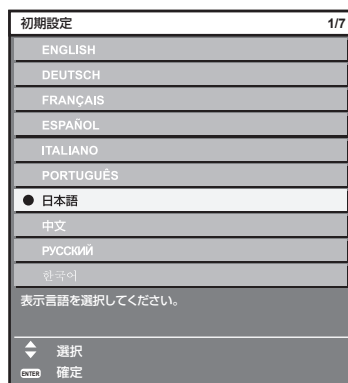 初期設定 1/7
ENGLISH
DEUTSCH
FRANÇAIS
ESPAÑOL
ITALIANO
PORTUGUÊS
日本語
中文
РУССКИЙ
한국어
表示言語を選択してください。
選択
ENTER 確定